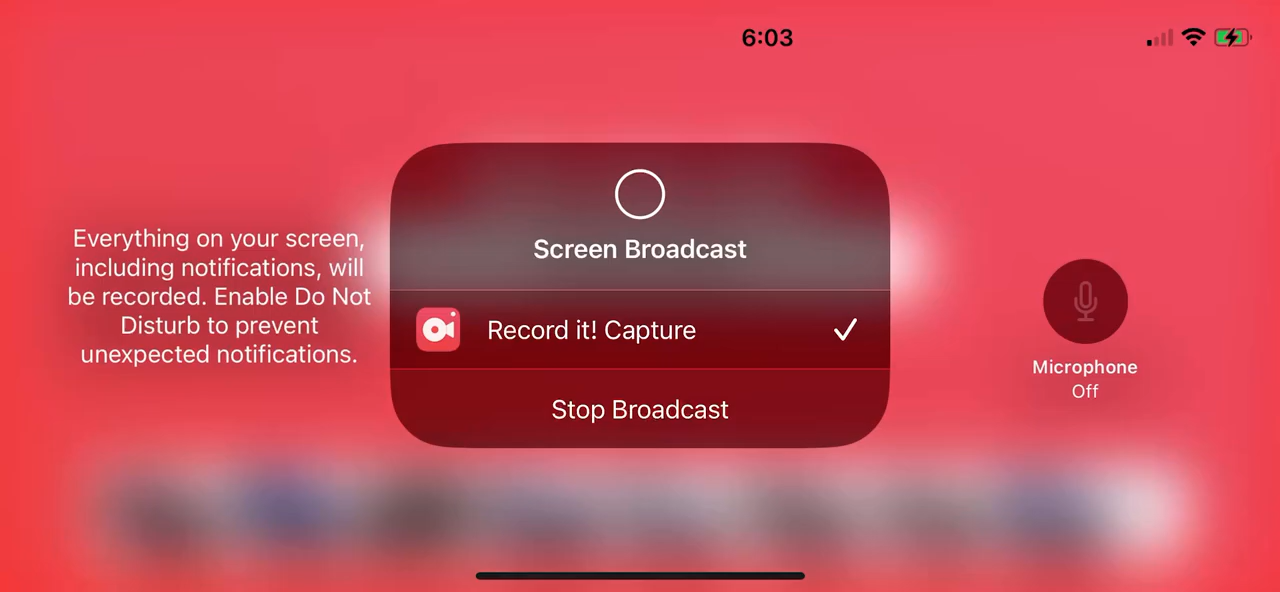 6:03
Everything on your screen,
including notifications, will
be recorded. Enable Do Not
Disturb to prevent
unexpected notifications.
Screen Broadcast
Record it! Capture
Stop Broadcast
Microphone
Off